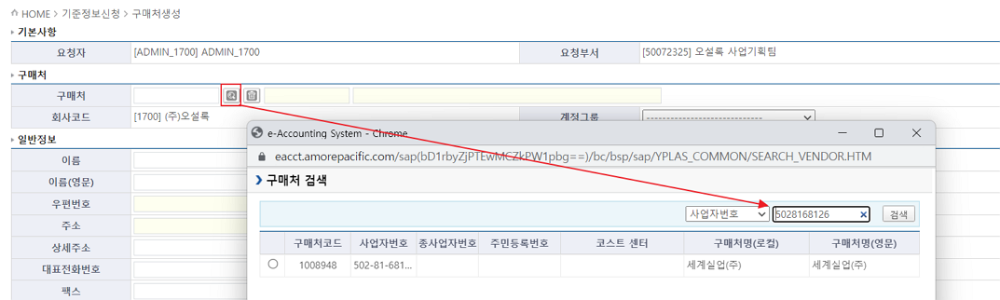 HOME > 기준정보신청 > 구매처생성
기본사항
요청자 [ADMIN_1700] ADMIN_1700 요청부서 [50072325] 오설록 사업기획팀
구매처
구매처
회사코드 [1700] (주)오설록 계정그룹 ------------------------------
일반정보
이름
이름(영문)
우편번호
주소
상세주소
대표전화번호
팩스
e-Accounting System - Chrome
eacct.amorepacific.com/sap(bD1rbyZjPTEwMCZkPW1pbg==)/bc/bsp/sap/YPLAS_COMMON/SEARCH_VENDOR.HTM
구매처 검색
사업자번호 5028168126 검색
구매처코드 사업자번호 종사업자번호 주민등록번호 코스트 센터 구매처명(로컬) 구매처명(영문)
1008948 502-81-681... 세계실업(주) 세계실업(주)